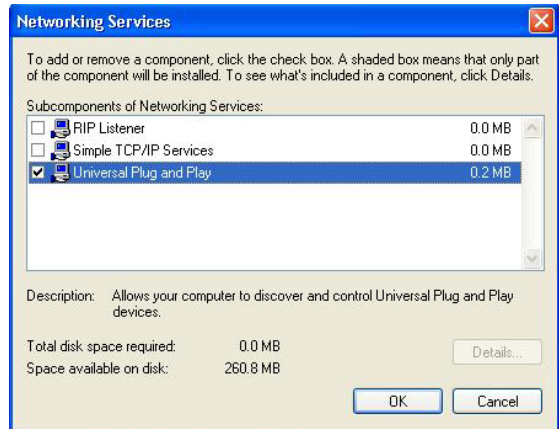 Networking Services
To add or remove a component, click the check box. A shaded box means that only part
of the component will be installed. To see what's included in a component, click Details.
Subcomponents of Networking Services:
RIP Listener 0.0 MB
Simple TCP/IP Services 0.0 MB
Universal Plug and Play 0.2 MB
Description: Allows your computer to discover and control Universal Plug and Play
devices.
Total disk space required: 0.0 MB
Details...
Space available on disk: 260.8 MB
OK Cancel